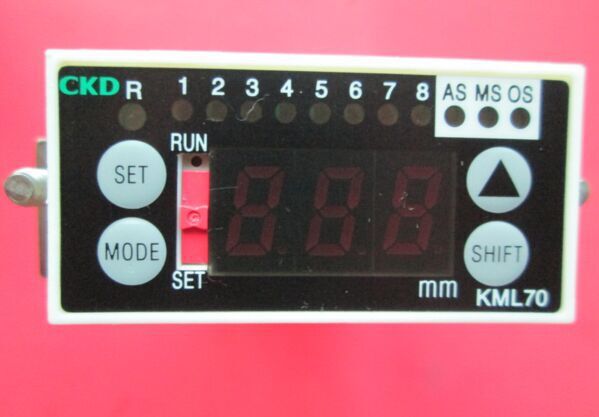 CKD R 1 2 3 4 5 6 7 8 AS MS OS
RUN
SET
MODE
SET
SHIFT
mm
KML70